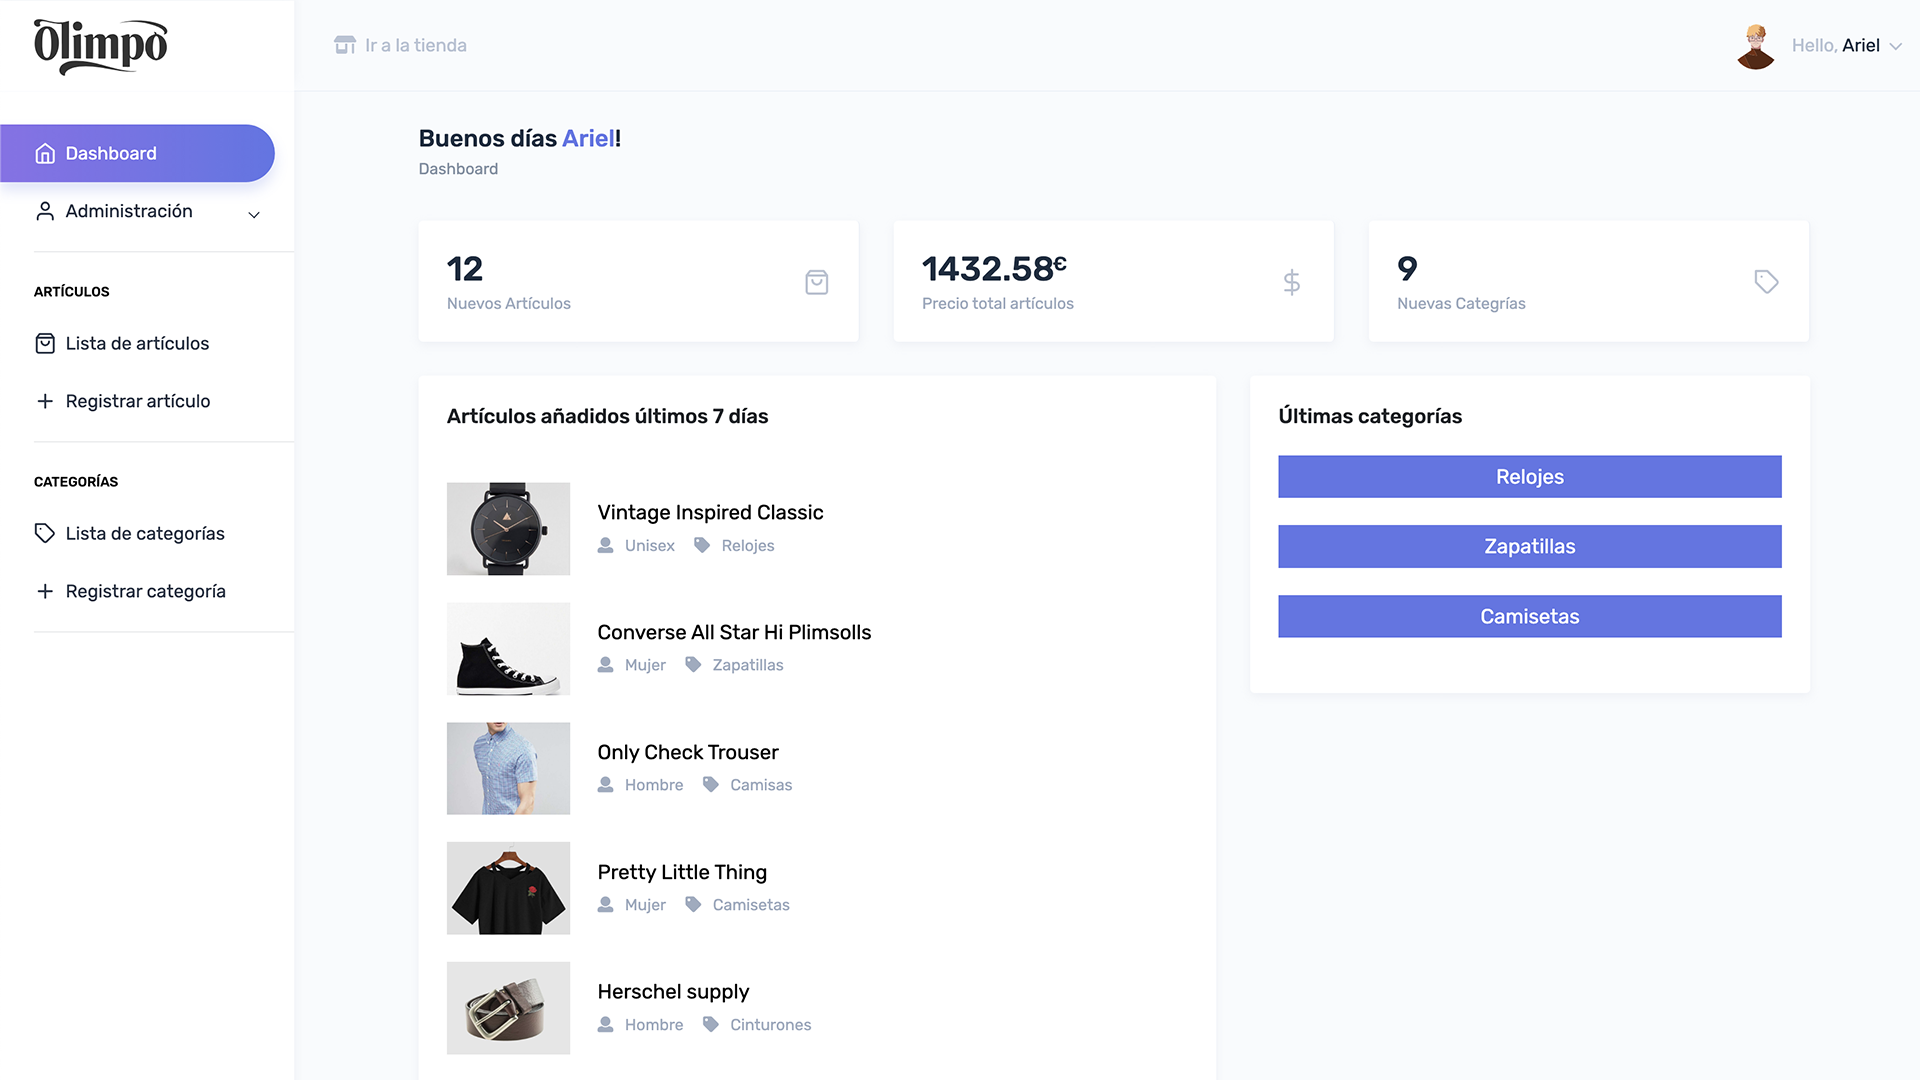 Olimpo
Ir a la tienda
Hello, Ariel
Dashboard
Administración
ARTÍCULOS
Lista de artículos
Registrar artículo
CATEGORÍAS
Lista de categorías
Registrar categoría
Buenos días Ariel!
Dashboard
12
Nuevos Artículos
1432.58€
Precio total artículos
9
Nuevas Categrías
Artículos añadidos últimos 7 días
Vintage Inspired Classic
Unisex Relojes
Converse All Star Hi Plimsolls
Mujer Zapatillas
Only Check Trouser
Hombre Camisas
Pretty Little Thing
Mujer Camisetas
Herschel supply
Hombre Cinturones
Últimas categorías
Relojes
Zapatillas
Camisetas